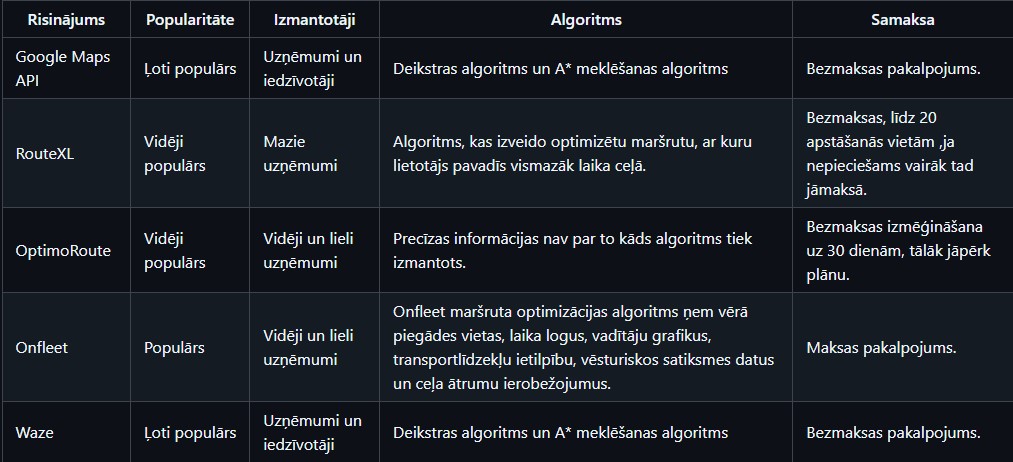 Risinājums Popularitāte Izmantotāji Algoritms Samaksa
Google Maps
API
Ļoti populārs
Uzņēmumi un
iedzīvotāji
Deikstras algoritms un A* meklēšanas algoritms
Bezmaksas pakalpojums.
RouteXL
Vidēji
populārs
Mazie
uzņēmumi
Algoritms, kas izveido optimizētu maršrutu, ar kuru
lietotājs pavadīs vismazāk laika ceļā.
Bezmaksas, līdz 20
apstāšanās vietām ,ja
nepieciešams vairāk tad
jāmaksā.
OptimoRoute
Vidēji
populārs
Vidēji un lieli
uzņēmumi
Precīzas informācijas nav par to kāds algoritms tiek
izmantots.
Bezmaksas izmēģināšana
uz 30 dienām, tālāk jāpērk
plānu.
Onfleet
Populārs
Vidēji un lieli
uzņēmumi
Onfleet maršruta optimizācijas algoritms ņem vērā
piegādes vietas, laika logus, vadītāju grafikus,
transportlīdzekļu ietilpību, vēsturiskos satiksmes datus
un ceļa ātrumu ierobežojumus.
Maksas pakalpojums.
Waze
Ļoti populārs
Uzņēmumi un
iedzīvotāji
Deikstras algoritms un A* meklēšanas algoritms
Bezmaksas pakalpojums.